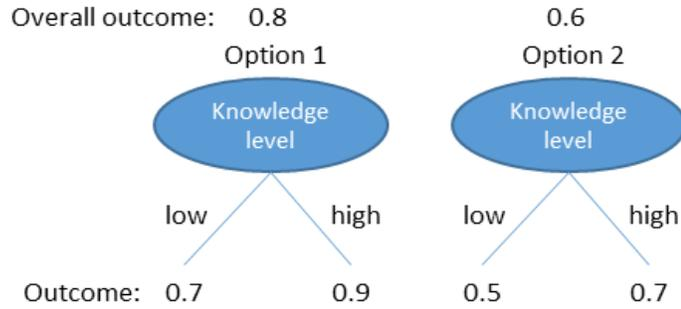 Overall outcome: 0.8 0.6
Option 1 Option 2
Knowledge level Knowledge level
low high low high
Outcome: 0.7 0.9 0.5 0.7